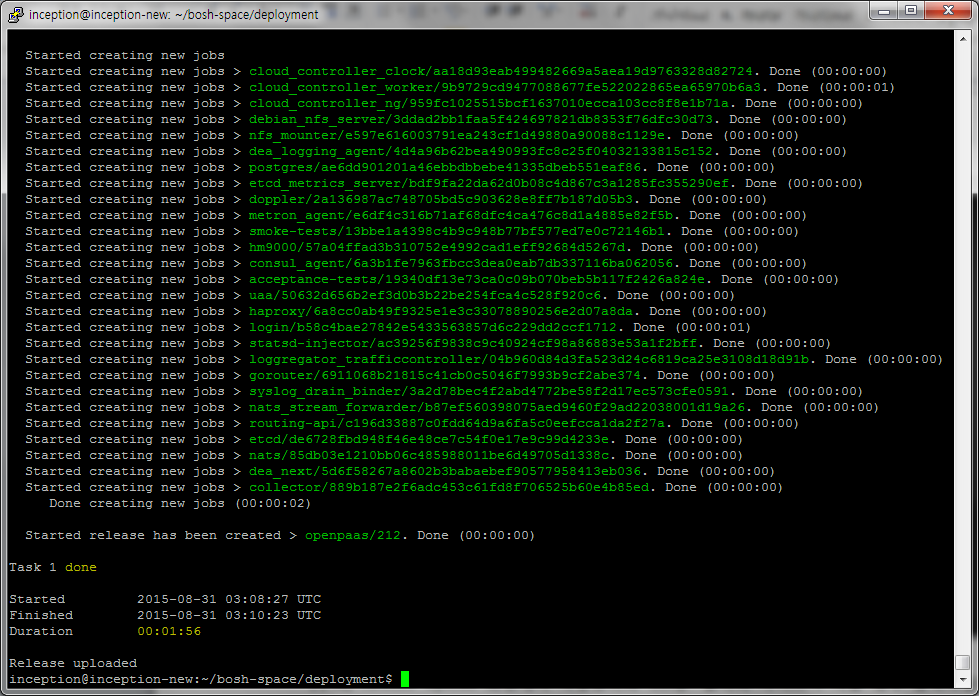 inception@inception-new: ~/bosh-space/deployment
Started creating new jobs
Started creating new jobs > cloud_controller_clock/aa18d93eab499482669a5aea19d9763328d82724. Done (00:00:00)
Started creating new jobs > cloud_controller_worker/9b9729cd9477088677fe522022865ea65970b6a3. Done (00:00:01)
Started creating new jobs > cloud_controller_ng/959fc1025515bcf1637010ecca103cc8f8e1b71a. Done (00:00:00)
Started creating new jobs > debian_nfs_server/3ddad2bb1faa5f424697821db8353f76dfc30d73. Done (00:00:00)
Started creating new jobs > nfs_mounter/e597e616003791ea243cf1d49880a90088c1129e. Done (00:00:00)
Started creating new jobs > dea_logging_agent/4d4a96b62bea490993fc8c25f04032133815c152. Done (00:00:00)
Started creating new jobs > postgres/ae6dd901201a46ebbdbbebe41335dbeb551eaf86. Done (00:00:00)
Started creating new jobs > etcd_metrics_server/bdf9fa22da62d0b08c4d867c3a1285fc355290ef. Done (00:00:00)
Started creating new jobs > doppler/2a136987ac748705bd5c903628e8ff7b187d05b3. Done (00:00:00)
Started creating new jobs > metron_agent/e6df4c316b71af68dfc4ca476c8d1a4885e82f5b. Done (00:00:00)
Started creating new jobs > smoke-tests/13bbe1a4398c4b9c948b77bf577ed7e0c72146b1. Done (00:00:00)
Started creating new jobs > hm9000/57a04ffad3b310752e4992cad1eff92684d5267d. Done (00:00:00)
Started creating new jobs > consul_agent/6a3b1fe7963fbcc3dea0eab7db337116ba062056. Done (00:00:00)
Started creating new jobs > acceptance-tests/19340df13e73ca0c09b070beb5b117f2426a824e. Done (00:00:00)
Started creating new jobs > uaa/50632d656b2ef3d0b3b22be254fca4c528f920c6. Done (00:00:00)
Started creating new jobs > haproxy/6a8cc0ab49f9325e1e3c33078890256e2d07a8da. Done (00:00:00)
Started creating new jobs > login/b58c4bae27842e5433563857d6c229dd2ccf1712. Done (00:00:01)
Started creating new jobs > statsd-injector/ac39256f9838c9c40924cf98a86883e53a1f2bff. Done (00:00:00)
Started creating new jobs > loggregator_trafficcontroller/04b960d84d3fa523d24c6819ca25e3108d18d91b. Done (00:00:00)
Started creating new jobs > gorouter/6911068b21815c41cb0c5046f7993b9cf2abe374. Done (00:00:00)
Started creating new jobs > syslog_drain_binder/3a2d78bec4f2abd4772be58f2d17ec573cfe0591. Done (00:00:00)
Started creating new jobs > nats_stream_forwarder/b87ef560398075aed9460f29ad22038001d19a26. Done (00:00:00)
Started creating new jobs > routing-api/c196d33887c0fdd64d9a6fa5c0eefcca1da2f27a. Done (00:00:00)
Started creating new jobs > etcd/de6728fbd948f46e48ce7c54f0e17e9c99d4233e. Done (00:00:00)
Started creating new jobs > nats/85db03e1210bb06c485988011be6d49705d1338c. Done (00:00:00)
Started creating new jobs > dea_next/5d6f58267a8602b3babaebef90577958413eb036. Done (00:00:00)
Started creating new jobs > collector/889b187e2f6adc453c61fd8f706525b60e4b85ed. Done (00:00:00)
Done creating new jobs (00:00:02)
Started release has been created > openpaas/212. Done (00:00:00)
Task 1 done
Started 2015-08-31 03:08:27 UTC
Finished 2015-08-31 03:10:23 UTC
Duration 00:01:56
Release uploaded
inception@inception-new:~/bosh-space/deployment$